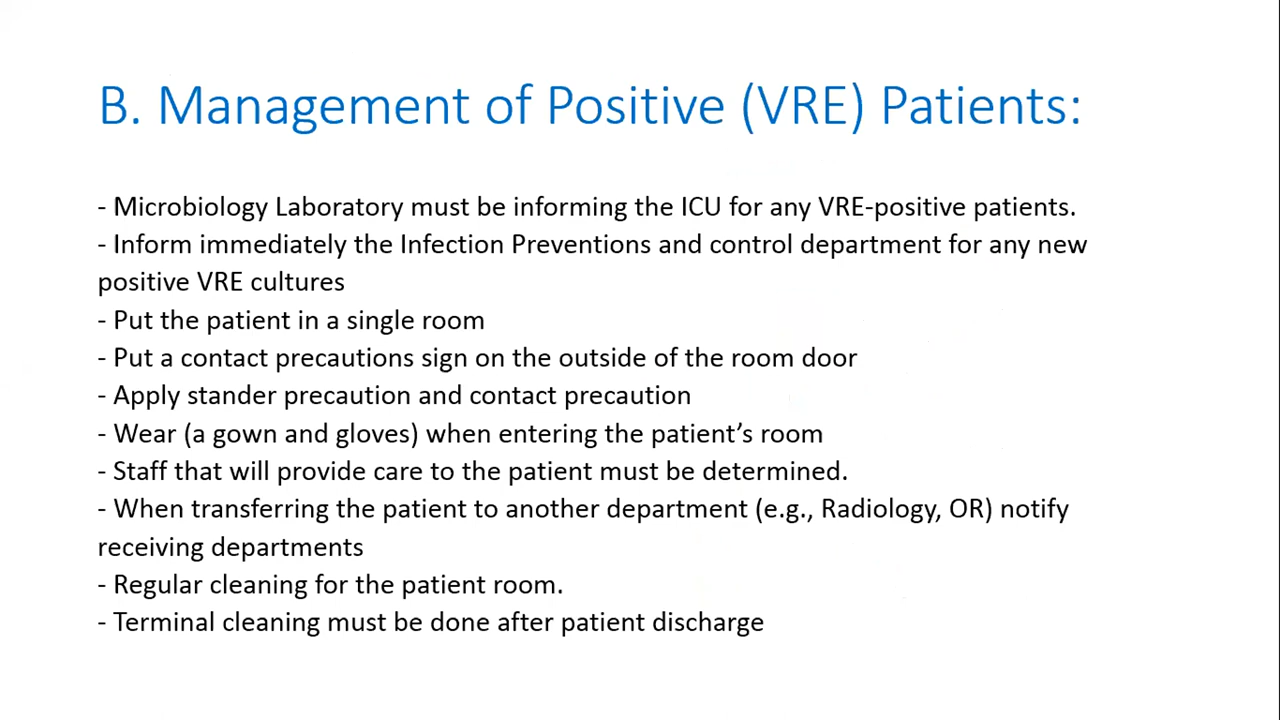 B. Management of Positive (VRE) Patients:
- Microbiology Laboratory must be informing the ICU for any VRE-positive patients.
- Inform immediately the Infection Preventions and control department for any new
positive VRE cultures
- Put the patient in a single room
- Put a contact precautions sign on the outside of the room door
- Apply stander precaution and contact precaution
- Wear (a gown and gloves) when entering the patient’s room
- Staff that will provide care to the patient must be determined.
- When transferring the patient to another department (e.g., Radiology, OR) notify
receiving departments
- Regular cleaning for the patient room.
- Terminal cleaning must be done after patient discharge